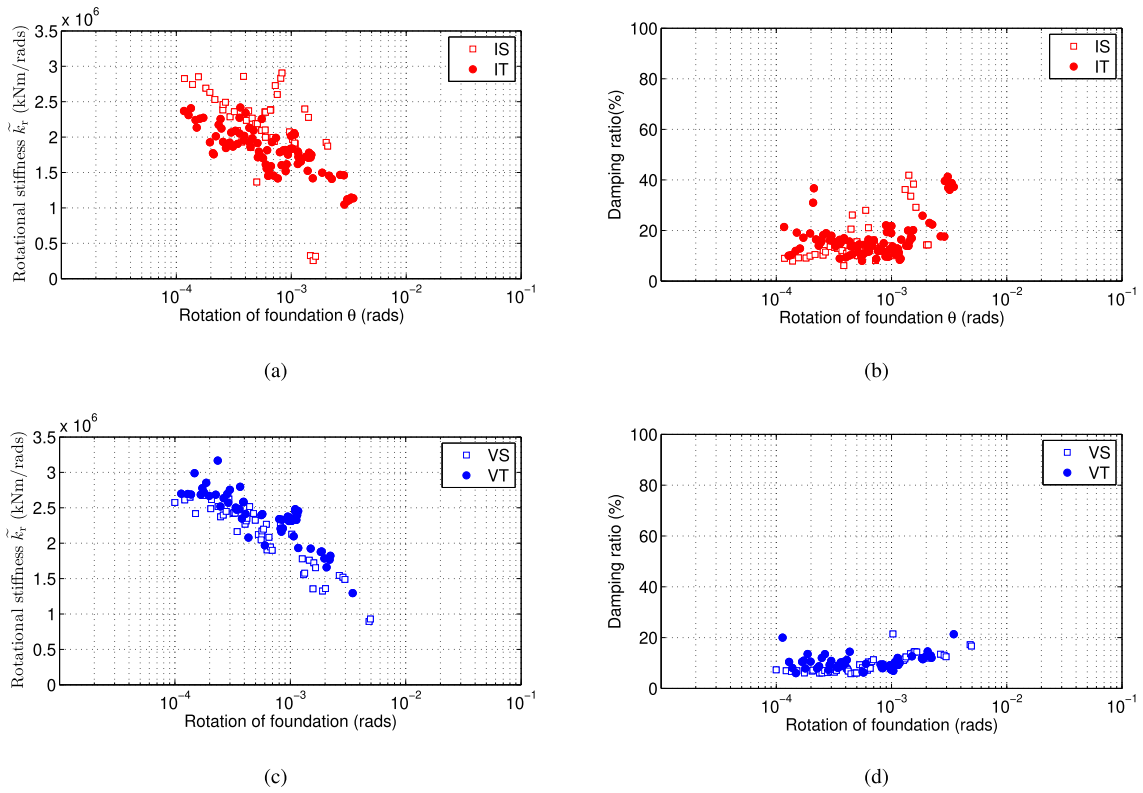 x 10⁶
3.5
3
2.5
2
1.5
1
0.5
0
Rotational stiffness k̃ᵣ (kNm/rads)
IS
IT
10⁻⁴
10⁻³
10⁻²
10⁻¹
Rotation of foundation θ (rads)
(a)
100
80
60
40
20
0
Damping ratio(%)
IS
IT
10⁻⁴
10⁻³
10⁻²
10⁻¹
Rotation of foundation θ (rads)
(b)
x 10⁶
3.5
3
2.5
2
1.5
1
0.5
0
Rotational stiffness k̃ᵣ (kNm/rads)
VS
VT
10⁻⁴
10⁻³
10⁻²
10⁻¹
Rotation of foundation (rads)
(c)
100
80
60
40
20
0
Damping ratio (%)
VS
VT
10⁻⁴
10⁻³
10⁻²
10⁻¹
Rotation of foundation (rads)
(d)